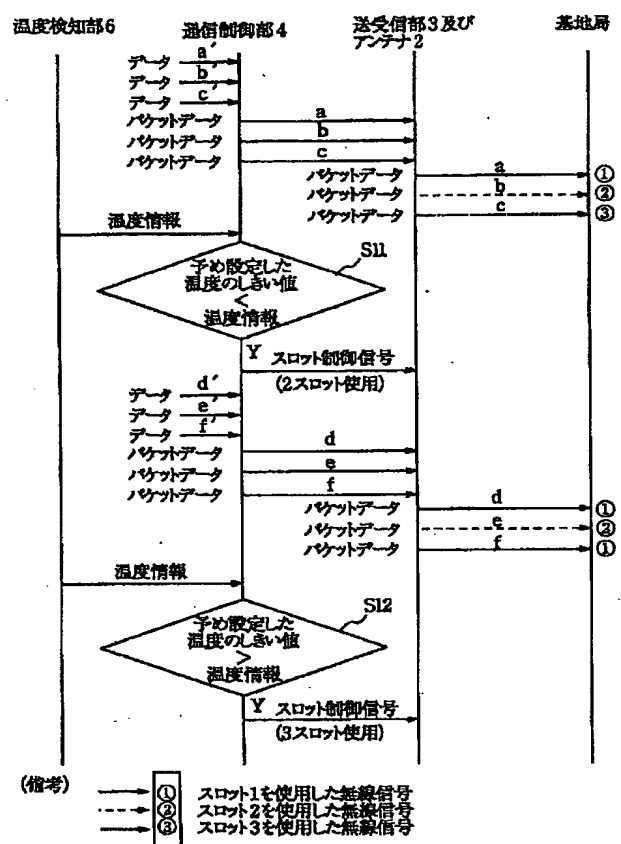 温度検知部6
通信制御部4
送受信部3及び
アンテナ2
基地局
データ a′
データ b′
データ c′
パケットデータ a
パケットデータ b
パケットデータ c
パケットデータ a ①
パケットデータ b ②
パケットデータ c ③
温度情報
S11
予め設定した
温度のしきい値
<
温度情報
Y スロット制御信号
(2スロット使用)
データ d′
データ e′
データ f′
パケットデータ d
パケットデータ e
パケットデータ f
パケットデータ d ①
パケットデータ e ②
パケットデータ f ①
温度情報
S12
予め設定した
温度のしきい値
>
温度情報
Y スロット制御信号
(3スロット使用)
(備考)
① スロット1を使用した無線信号
② スロット2を使用した無線信号
③ スロット3を使用した無線信号